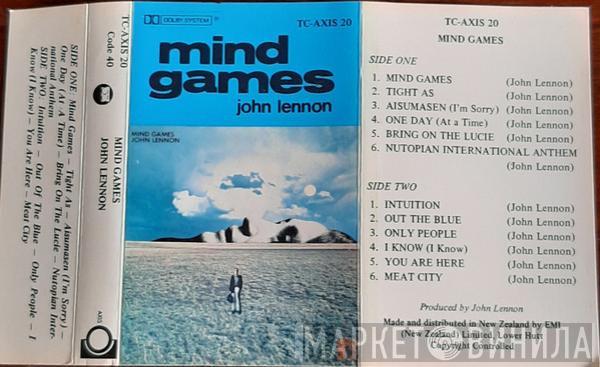 SIDE ONE: Mind Games – Tight As – Aisumasen (I'm Sorry) –
One Day (At A Time) – Bring On The Lucie – Nutopian Inter-
national Anthem
SIDE TWO: Intuition – Out Of The Blue – Only People – I
Know (I Know) – You Are Here – Meat City
TC-AXIS 20
Code 40
MIND GAMES
JOHN LENNON
AXIS
DOLBY SYSTEM
TC-AXIS 20
mind
games
john lennon
MIND GAMES
JOHN LENNON
TC-AXIS 20
MIND GAMES
SIDE ONE
1. MIND GAMES (John Lennon)
2. TIGHT AS (John Lennon)
3. AISUMASEN (I'm Sorry) (John Lennon)
4. ONE DAY (At a Time) (John Lennon)
5. BRING ON THE LUCIE (John Lennon)
6. NUTOPIAN INTERNATIONAL ANTHEM
(John Lennon)
SIDE TWO
1. INTUITION (John Lennon)
2. OUT THE BLUE (John Lennon)
3. ONLY PEOPLE (John Lennon)
4. I KNOW (I Know) (John Lennon)
5. YOU ARE HERE (John Lennon)
6. MEAT CITY (John Lennon)
Produced by John Lennon
Made and distributed in New Zealand by EMI
(New Zealand) Limited, Lower Hutt
Copyright Controlled
МАРКЕТ ВИНИЛА